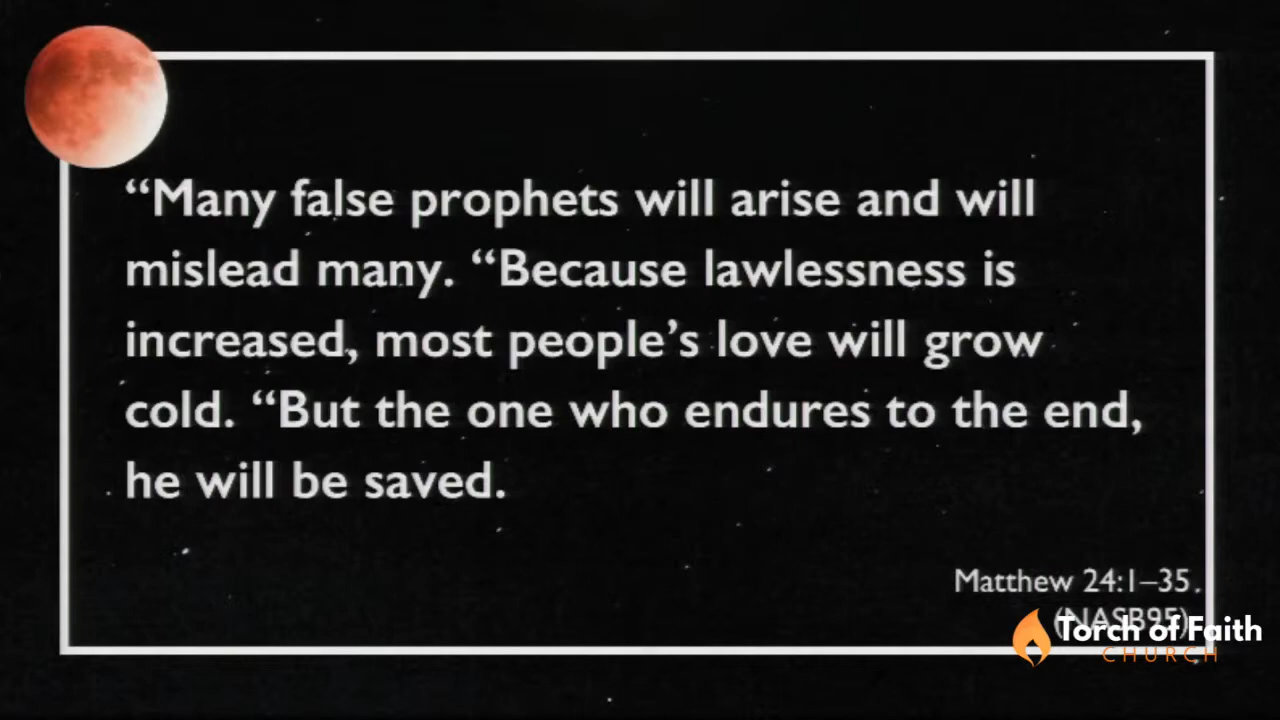 “Many false prophets will arise and will
mislead many. “Because lawlessness is
increased, most people’s love will grow
cold. “But the one who endures to the end,
he will be saved.
Matthew 24:1–35
(NASB95)
Torch of Faith
CHURCH